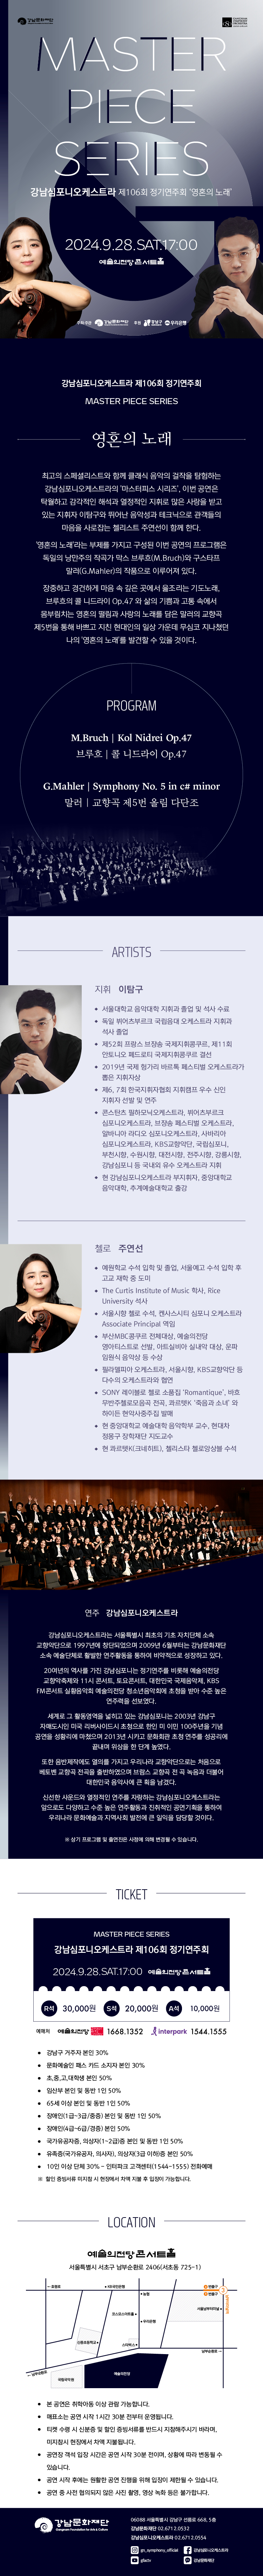 강남문화재단
MASTER
PIECE
SERIES
강남심포니오케스트라 제106회 정기연주회 '영혼의 노래'
2024.9.28.SAT.17:00
예술의전당 콘서트홀
주최·주관 강남문화재단 후원 강남구 우리은행
강남심포니오케스트라 제106회 정기연주회
MASTER PIECE SERIES
영혼의 노래
최고의 스페셜리스트와 함께 클래식 음악의 걸작을 탐험하는
강남심포니오케스트라의 '마스터피스 시리즈', 이번 공연은
탁월하고 감각적인 해석과 열정적인 지휘로 많은 사랑을 받고
있는 지휘자 이탐구와 뛰어난 음악성과 테크닉으로 관객들의
마음을 사로잡는 첼리스트 주연선이 함께 한다.
'영혼의 노래'라는 부제를 가지고 구성된 이번 공연의 프로그램은
독일의 낭만주의 작곡가 막스 브루흐(M.Bruch)와 구스타프
말러(G.Mahler)의 작품으로 이루어져 있다.
장중하고 경건하게 마음 속 깊은 곳에서 울조리는 기도노래,
브루흐의 콜 니드라이 Op.47 와 삶의 기쁨과 고통 속에서
몸부림치는 영혼의 떨림과 사랑의 노래를 담은 말러의 교향곡
제5번을 통해 바쁘고 지친 현대인의 일상 가운데 무심코 지나쳤던
나의 '영혼의 노래'를 발견할 수 있을 것이다.
PROGRAM
M.Bruch | Kol Nidrei Op.47
브루흐 | 콜 니드라이 Op.47
G.Mahler | Symphony No. 5 in c# minor
말러 | 교향곡 제5번 올림 다단조
ARTISTS
지휘 이탐구
• 서울대학교 음악대학 지휘과 졸업 및 석사 수료
• 독일 뷔어츠부르크 국립음대 오케스트라 지휘과
석사 졸업
• 제52회 프랑스 브장송 국제지휘콩쿠르, 제11회
안토니오 페드로티 국제지휘콩쿠르 결선
• 2019년 국제 헝가리 바르톡 페스티벌 오케스트라가
뽑은 지휘자상
• 제6, 7회 한국지휘자협회 지휘캠프 우수 신인
지휘자 선발 및 연주
• 콘스탄츠 필하모닉오케스트라, 뷔어츠부르크
심포니오케스트라, 브장송 페스티벌 오케스트라,
알바니아 라디오 심포니오케스트라, 사바리아
심포니오케스트라, KBS교향악단, 국립심포니,
부천시향, 수원시향, 대전시향, 전주시향, 강릉시향,
강남심포니 등 국내외 유수 오케스트라 지휘
• 현 강남심포니오케스트라 부지휘자, 중앙대학교
음악대학, 추계예술대학교 출강
첼로 주연선
• 예원학교 수석 입학 및 졸업, 서울예고 수석 입학 후
고교 재학 중 도미
• The Curtis Institute of Music 학사, Rice
University 석사
• 서울시향 첼로 수석, 캔사스시티 심포니 오케스트라
Associate Principal 역임
• 부산MBC콩쿠르 전체대상, 예술의전당
영아티스트로 선발, 아트실비아 실내악 대상, 운파
임원식 음악상 등 수상
• 필라델피아 오케스트라, 서울시향, KBS교향악단 등
다수의 오케스트라와 협연
• SONY 레이블로 첼로 소품집 'Romantique', 바흐
무반주첼로모음곡 전곡, 콰르텟K '죽음과 소녀' 와
하이든 현악사중주집 발매
• 현 중앙대학교 예술대학 음악학부 교수, 현대차
정몽구 장학재단 지도교수
• 현 콰르텟K(크네히트), 첼리스타 첼로앙상블 수석
연주 강남심포니오케스트라
강남심포니오케스트라는 서울특별시 최초의 기초 자치단체 소속
교향악단으로 1997년에 창단되었으며 2009년 6월부터는 강남문화재단
소속 예술단체로 활발한 연주활동을 통하여 비약적으로 성장하고 있다.
20여년의 역사를 가진 강남심포니는 정기연주를 비롯해 예술의전당
교향악축제와 11시 콘서트, 토요콘서트, 대한민국 국제음악제, KBS
FM콘서트 실황음악회 예술의전당 청소년음악회에 초청을 받아 수준 높은
연주력을 선보였다.
세계로 그 활동영역을 넓히고 있는 강남심포니는 2003년 강남구
자매도시인 미국 리버사이드시 초청으로 한인 미 이민 100주년을 기념
공연을 성황리에 마쳤으며 2013년 시카고 문화회관 초청 연주를 성공리에
끝내며 위상을 한 단계 높였다.
또한 음반제작에도 열의를 가지고 우리나라 교향악단으로는 처음으로
베토벤 교향곡 전곡을 출반하였으며 브람스 교향곡 전 곡 녹음과 더불어
대한민국 음악사에 큰 획을 남겼다.
신선한 사운드와 열정적인 연주를 자랑하는 강남심포니오케스트라는
앞으로도 다양하고 수준 높은 연주활동과 진취적인 공연기획을 통하여
우리나라 문화예술과 지역사회 발전에 큰 일익을 담당할 것이다.
※ 상기 프로그램 및 출연진은 사정에 의해 변경될 수 있습니다.
TICKET
MASTER PIECE SERIES
강남심포니오케스트라 제106회 정기연주회
2024.9.28.SAT.17:00 예술의전당 콘서트홀
R석 30,000원 S석 20,000원 A석 10,000원
예매처 예술의전당 1668.1352 interpark 1544.1555
• 강남구 거주자 본인 30%
• 문화예술인 패스 카드 소지자 본인 30%
• 초,중,고,대학생 본인 50%
• 임산부 본인 및 동반 1인 50%
• 65세 이상 본인 및 동반 1인 50%
• 장애인(1급~3급/중증) 본인 및 동반 1인 50%
• 장애인(4급~6급/경증) 본인 50%
• 국가유공자증, 의상자(1~2급)증 본인 및 동반 1인 50%
• 유족증(국가유공자, 의사자), 의상자(3급 이하)증 본인 50%
• 10인 이상 단체 30% - 인터파크 고객센터(1544-1555) 전화예매
※ 할인 증빙서류 미지참 시 현장에서 차액 지불 후 입장이 가능합니다.
LOCATION
예술의전당 콘서트홀
서울특별시 서초구 남부순환로 2406(서초동 725-1)
국립국악원
예술의전당
• 본 공연은 취학아동 이상 관람 가능합니다.
• 매표소는 공연 시작 1시간 30분 전부터 운영됩니다.
• 티켓 수령 시 신분증 및 할인 증빙서류를 반드시 지참해주시기 바라며,
미지참시 현장에서 차액 지불됩니다.
• 공연장 객석 입장 시간은 공연 시작 30분 전이며, 상황에 따라 변동될 수
있습니다.
• 공연 시작 후에는 원활한 공연 진행을 위해 입장이 제한될 수 있습니다.
• 공연 중 사전 협의되지 않은 사진 촬영, 영상 녹화 등은 불가합니다.
강남문화재단
Gangnam Foundation for Arts & Culture
06088 서울특별시 강남구 선릉로 668, 5층
강남문화재단 02.6712.0532
강남심포니오케스트라 02.6712.0554
gn_symphony_official
강남심포니오케스트라
gfactv
강남문화재단